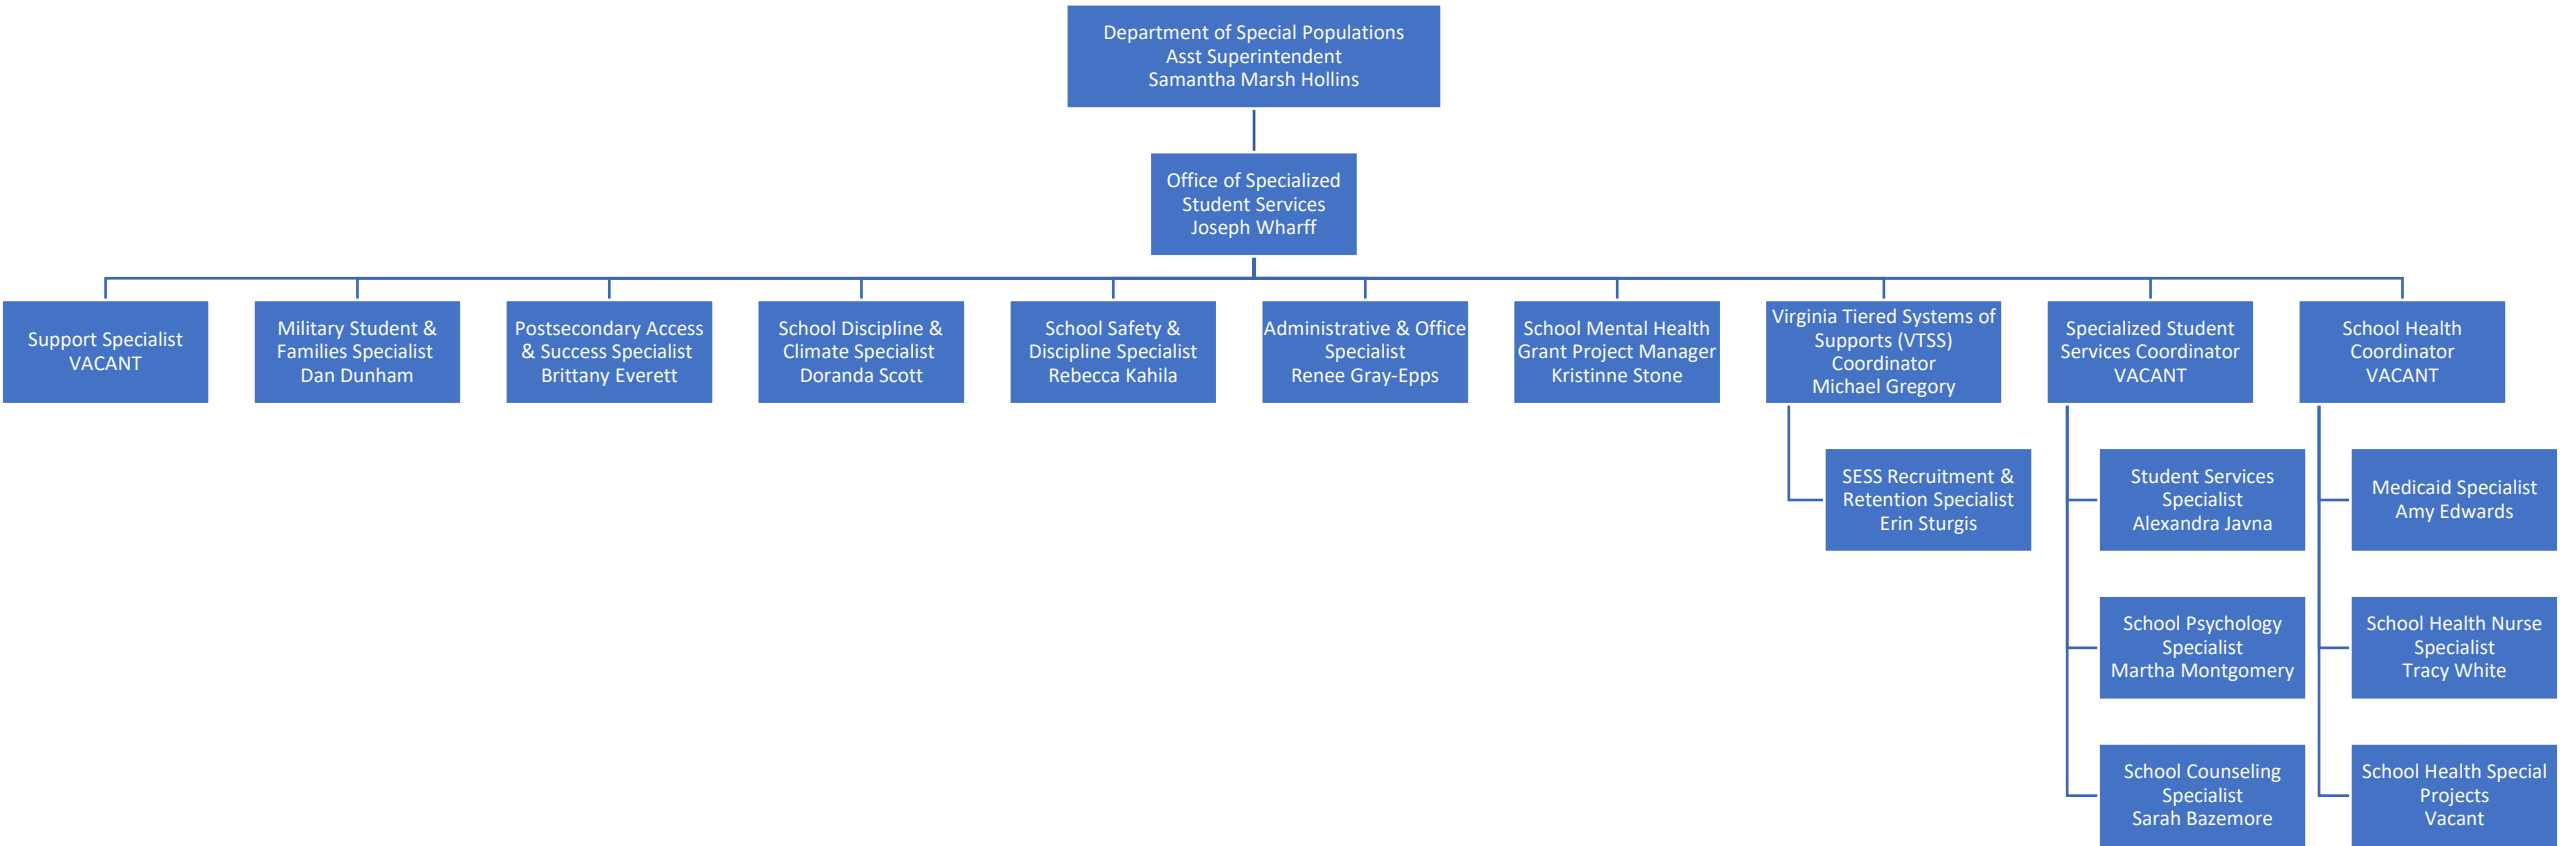 Department of Special Populations
Asst Superintendent
Samantha Marsh Hollins
Office of Specialized
Student Services
Joseph Wharff
Support Specialist
VACANT
Military Student &
Families Specialist
Dan Dunham
Postsecondary Access
& Success Specialist
Brittany Everett
School Discipline &
Climate Specialist
Doranda Scott
School Safety &
Discipline Specialist
Rebecca Kahila
Administrative & Office
Specialist
Renee Gray-Epps
School Mental Health
Grant Project Manager
Kristinne Stone
Virginia Tiered Systems of
Supports (VTSS)
Coordinator
Michael Gregory
Specialized Student
Services Coordinator
VACANT
School Health
Coordinator
VACANT
SESS Recruitment &
Retention Specialist
Erin Sturgis
Student Services
Specialist
Alexandra Javna
Medicaid Specialist
Amy Edwards
School Psychology
Specialist
Martha Montgomery
School Health Nurse
Specialist
Tracy White
School Counseling
Specialist
Sarah Bazemore
School Health Special
Projects
Vacant